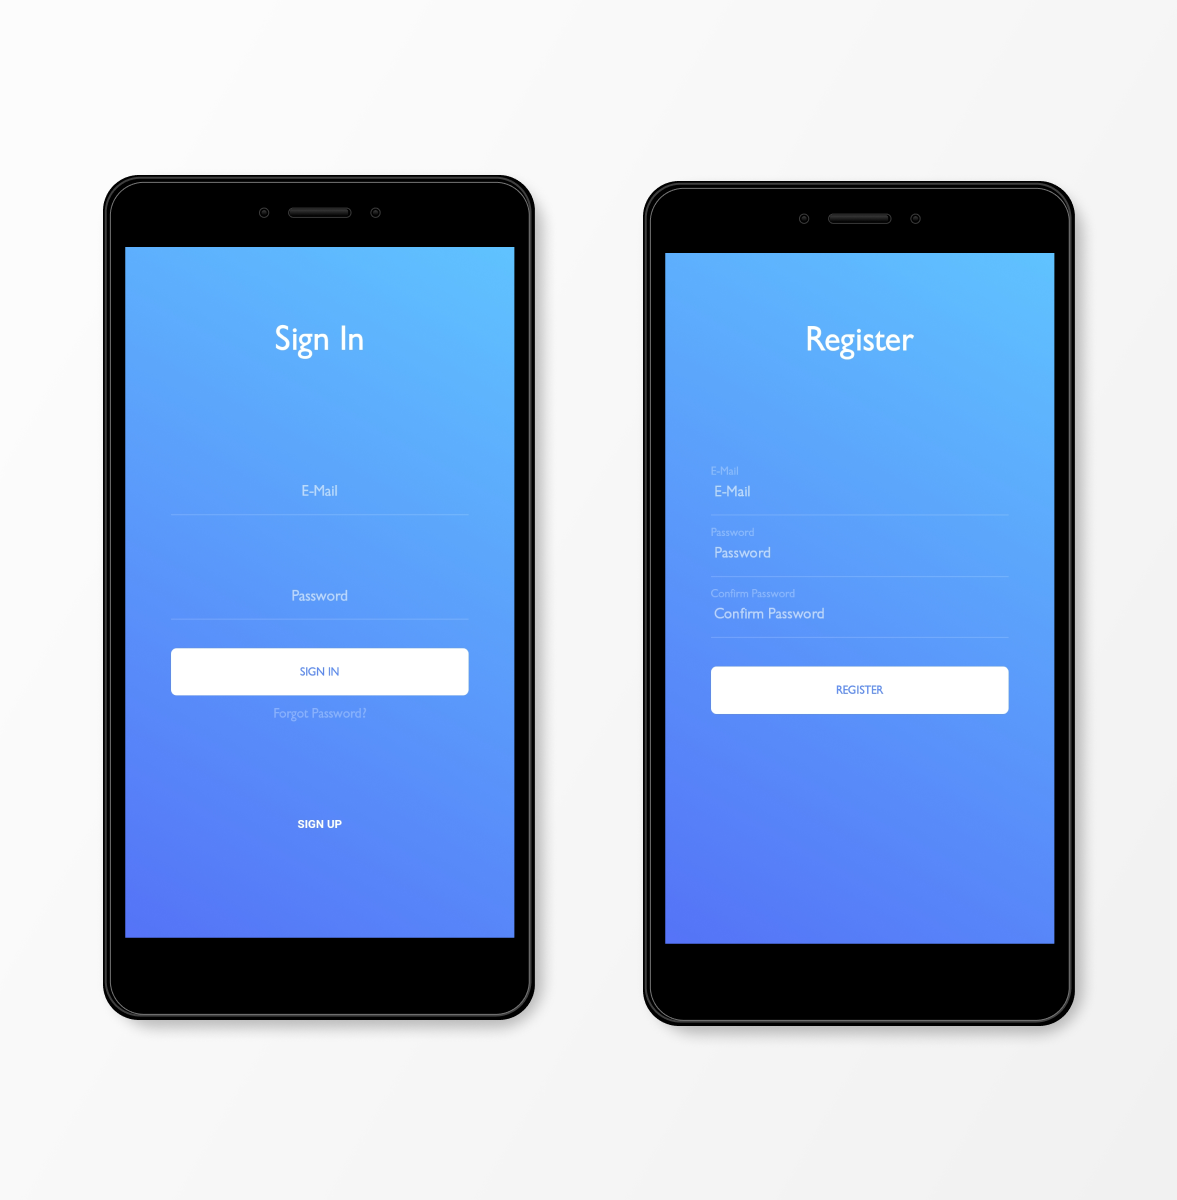 Sign In
E-Mail
Password
SIGN IN
Forgot Password?
SIGN UP
Register
E-Mail
E-Mail
Password
Password
Confirm Password
Confirm Password
REGISTER